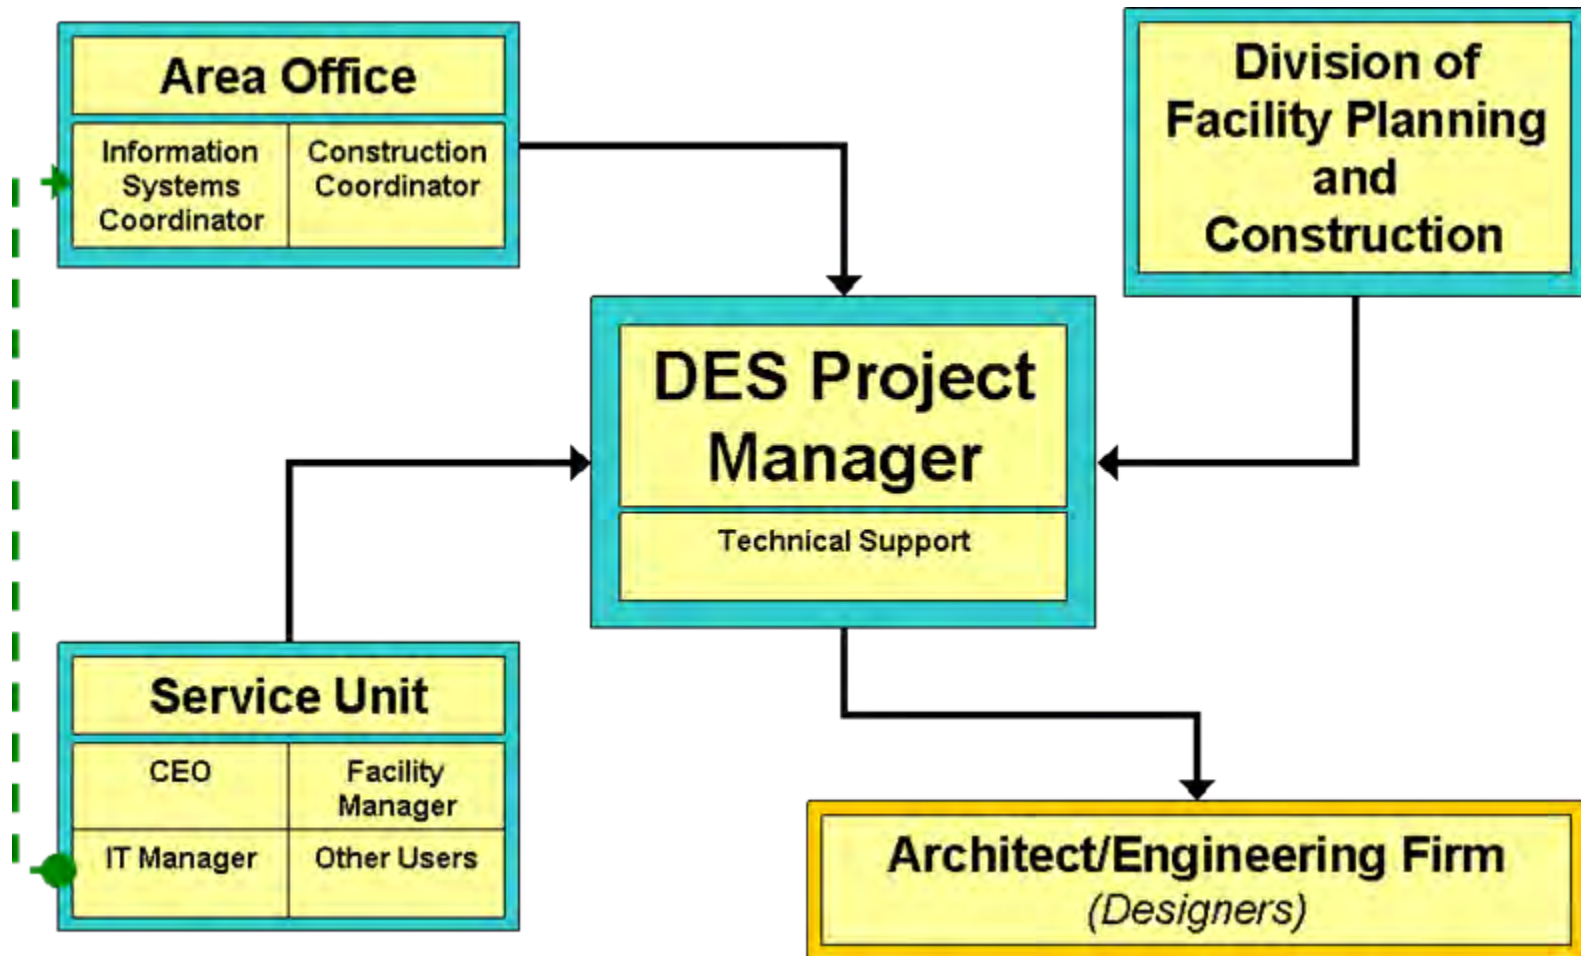 Area Office
Information
Systems
Coordinator
Construction
Coordinator
Division of
Facility Planning
and
Construction
DES Project
Manager
Technical Support
Service Unit
CEO
Facility
Manager
IT Manager
Other Users
Architect/Engineering Firm
(Designers)